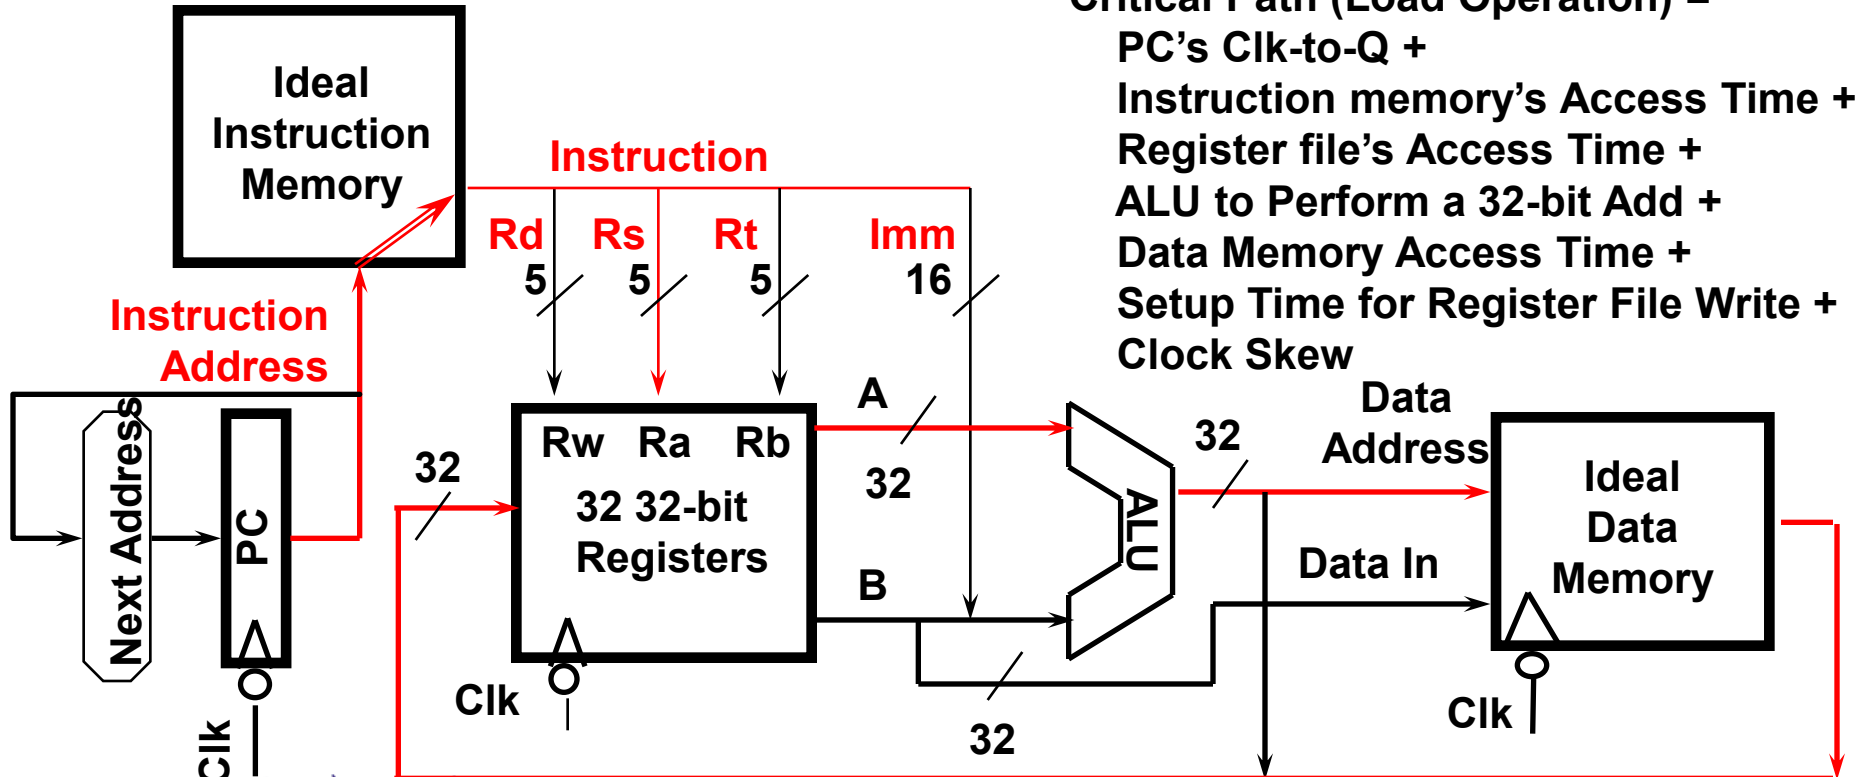 Critical Path (Load Operation) =
PC's Clk-to-Q +
Instruction memory's Access Time +
Register file's Access Time +
ALU to Perform a 32-bit Add +
Data Memory Access Time +
Setup Time for Register File Write +
Clock Skew
Ideal
Instruction
Memory
Instruction
Rd
Rs
Rt
Imm
5
5
5
16
Instruction
Address
Next Address
PC
Clk
32
Rw
Ra
Rb
32 32-bit
Registers
Clk
A
32
B
32
ALU
32
Data
Address
Data In
Ideal
Data
Memory
Clk